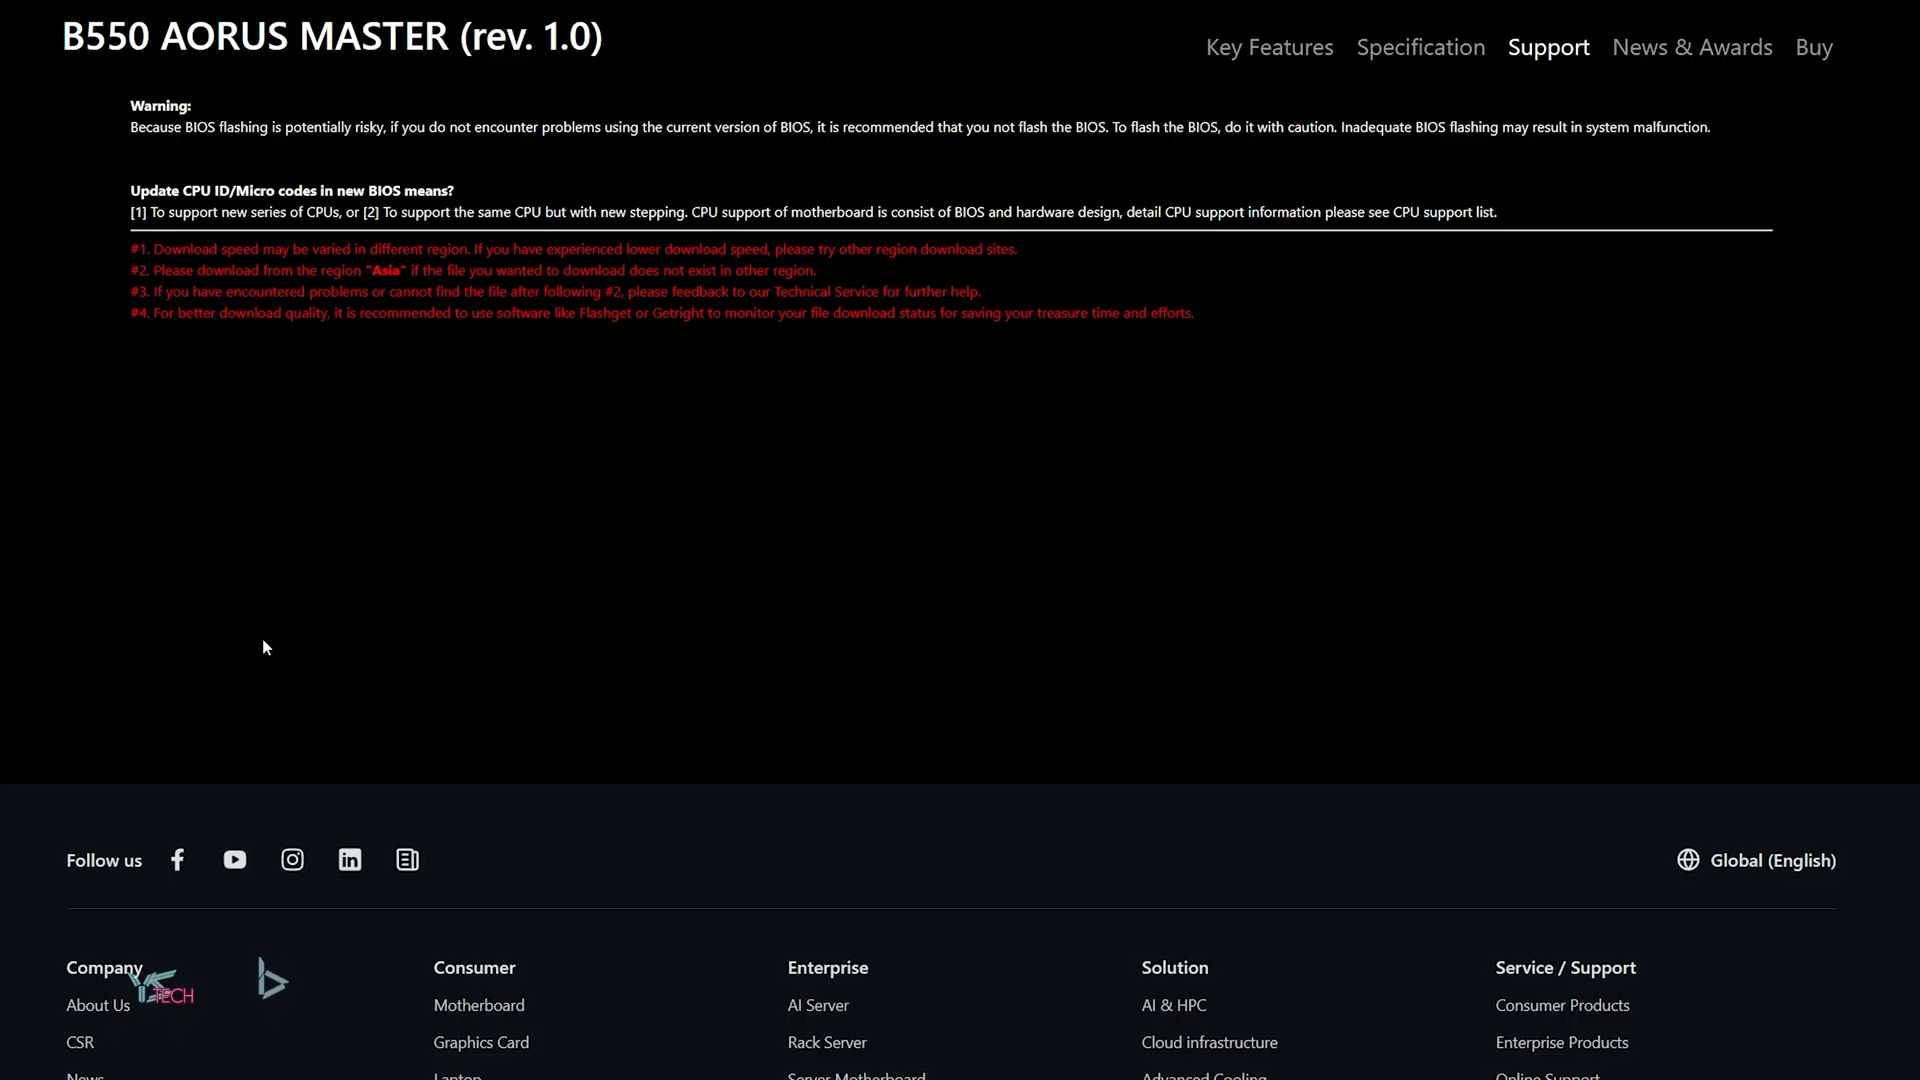 B550 AORUS MASTER (rev. 1.0)
Key Features Specification Support News & Awards Buy
Warning:
Because BIOS flashing is potentially risky, if you do not encounter problems using the current version of BIOS, it is recommended that you not flash the BIOS. To flash the BIOS, do it with caution. Inadequate BIOS flashing may result in system malfunction.
Update CPU ID/Micro codes in new BIOS means?
[1] To support new series of CPUs, or [2] To support the same CPU but with new stepping. CPU support of motherboard is consist of BIOS and hardware design, detail CPU support information please see CPU support list.
#1. Download speed may be varied in different region. If you have experienced lower download speed, please try other region download sites.
#2. Please download from the region "Asia" if the file you wanted to download does not exist in other region.
#3. If you have encountered problems or cannot find the file after following #2, please feedback to our Technical Service for further help.
#4. For better download quality, it is recommended to use software like Flashget or Getright to monitor your file download status for saving your treasure time and efforts.
Follow us
Global (English)
Company Consumer Enterprise Solution Service / Support
TECH
About Us Motherboard AI Server AI & HPC Consumer Products
CSR Graphics Card Rack Server Cloud infrastructure Enterprise Products
News Laptop Server Motherboard Advanced Cooling Online Support